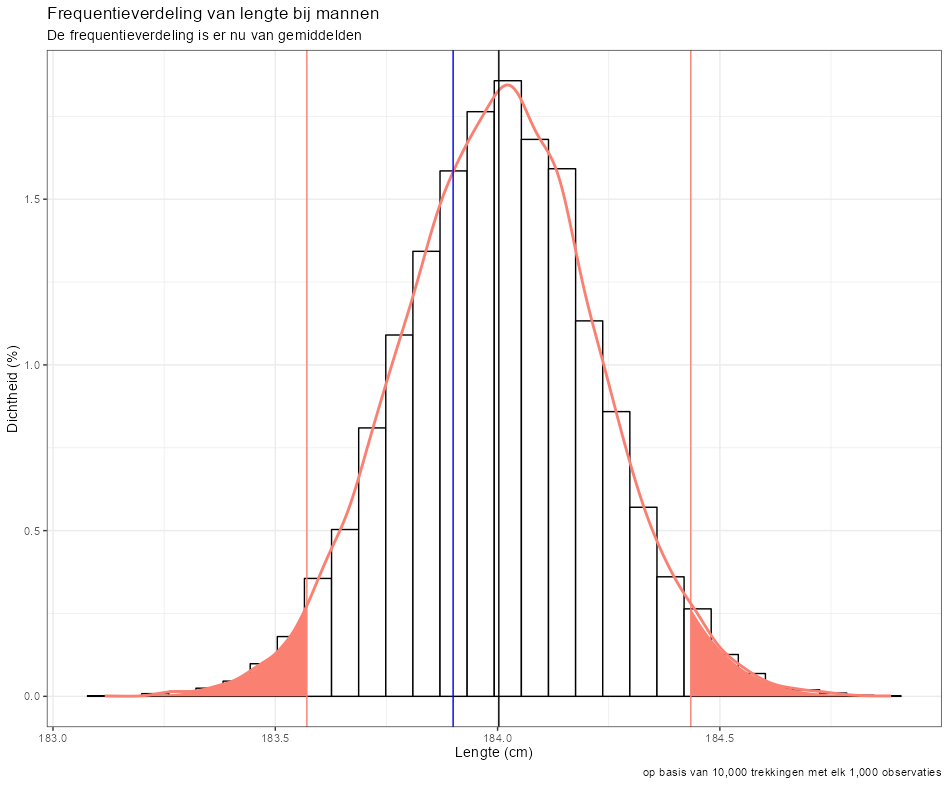 Frequentieverdeling van lengte bij mannen
De frequentieverdeling is er nu van gemiddelden
Dichtheid (%)
1.5
1.0
0.5
0.0
183.0 183.5 184.0 184.5
Lengte (cm)
op basis van 10,000 trekkingen met elk 1,000 observaties